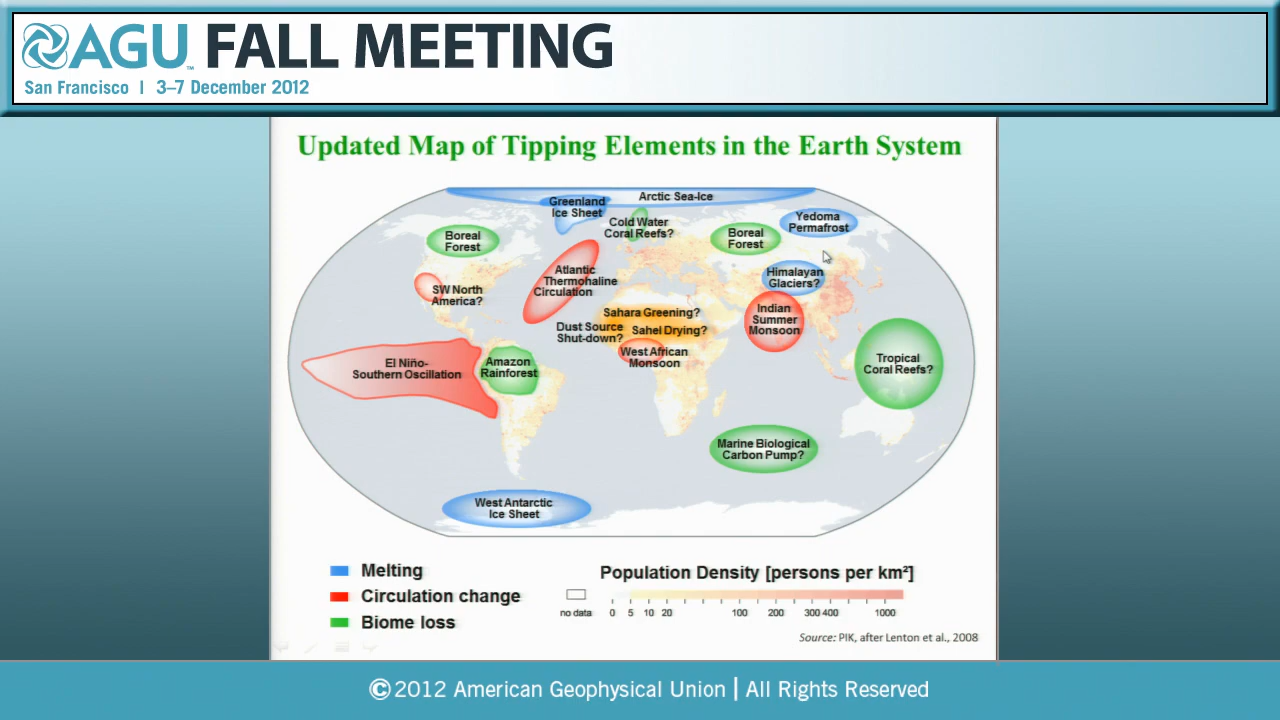 AGU™ FALL MEETING
San Francisco | 3–7 December 2012
Updated Map of Tipping Elements in the Earth System
Arctic Sea-Ice
Greenland
Ice Sheet
Cold Water
Coral Reefs?
Yedoma
Permafrost
Boreal
Forest
Boreal
Forest
Atlantic
Thermohaline
Circulation
Himalayan
Glaciers?
SW North
America?
Sahara Greening?
Dust Source
Shut-down?
Sahel Drying?
Indian
Summer
Monsoon
West African
Monsoon
El Niño-
Southern Oscillation
Amazon
Rainforest
Tropical
Coral Reefs?
Marine Biological
Carbon Pump?
West Antarctic
Ice Sheet
Melting
Circulation change
Biome loss
Population Density [persons per km²]
no data 0 5 10 20 100 200 300 400 1000
Source: PIK, after Lenton et al., 2008
©2012 American Geophysical Union | All Rights Reserved